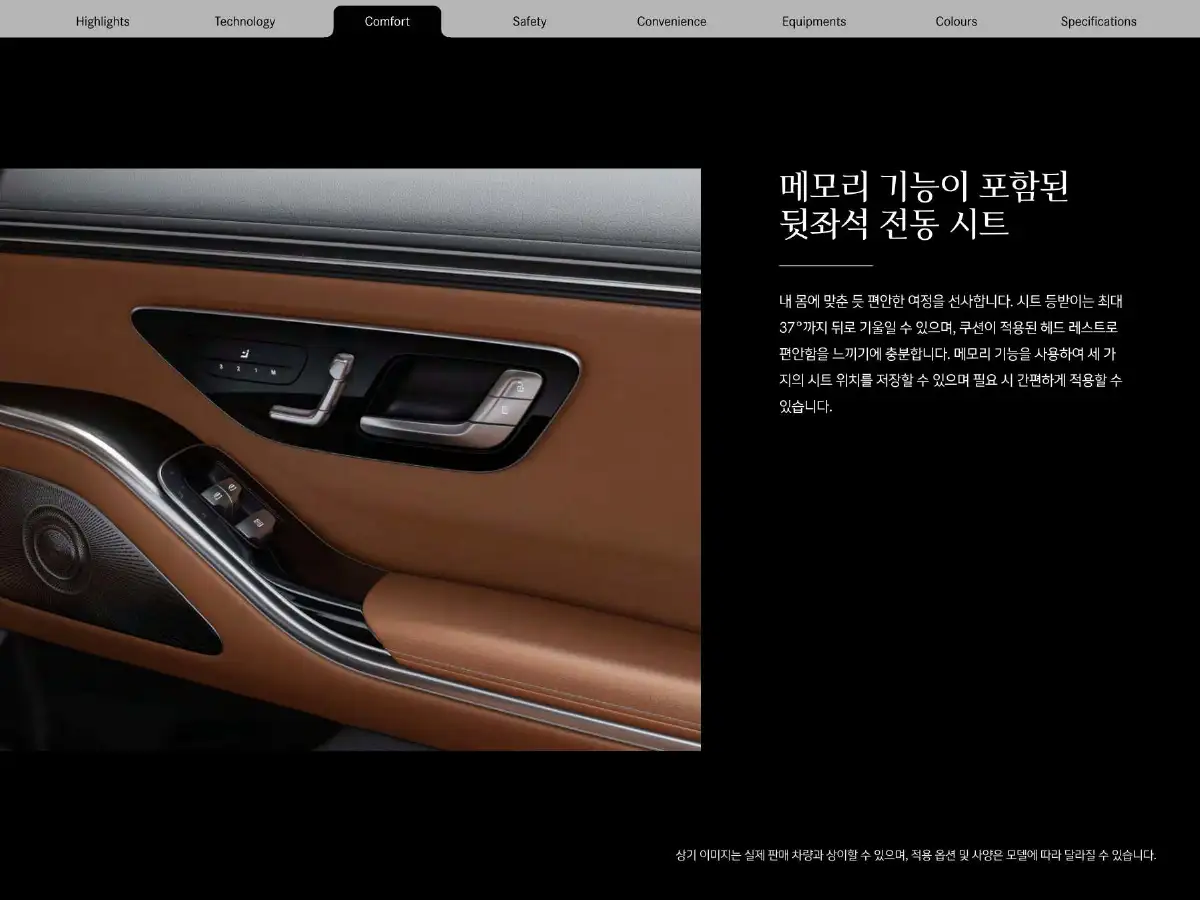 Highlights
Technology
Comfort
Safety
Convenience
Equipments
Colours
Specifications
메모리 기능이 포함된
뒷좌석 전동 시트
내 몸에 맞춘 듯 편안한 여정을 선사합니다. 시트 등받이는 최대
37°까지 뒤로 기울일 수 있으며, 쿠션이 적용된 헤드 레스트로
편안함을 느끼기에 충분합니다. 메모리 기능을 사용하여 세 가
지의 시트 위치를 저장할 수 있으며 필요 시 간편하게 적용할 수
있습니다.
상기 이미지는 실제 판매 차량과 상이할 수 있으며, 적용 옵션 및 사양은 모델에 따라 달라질 수 있습니다.